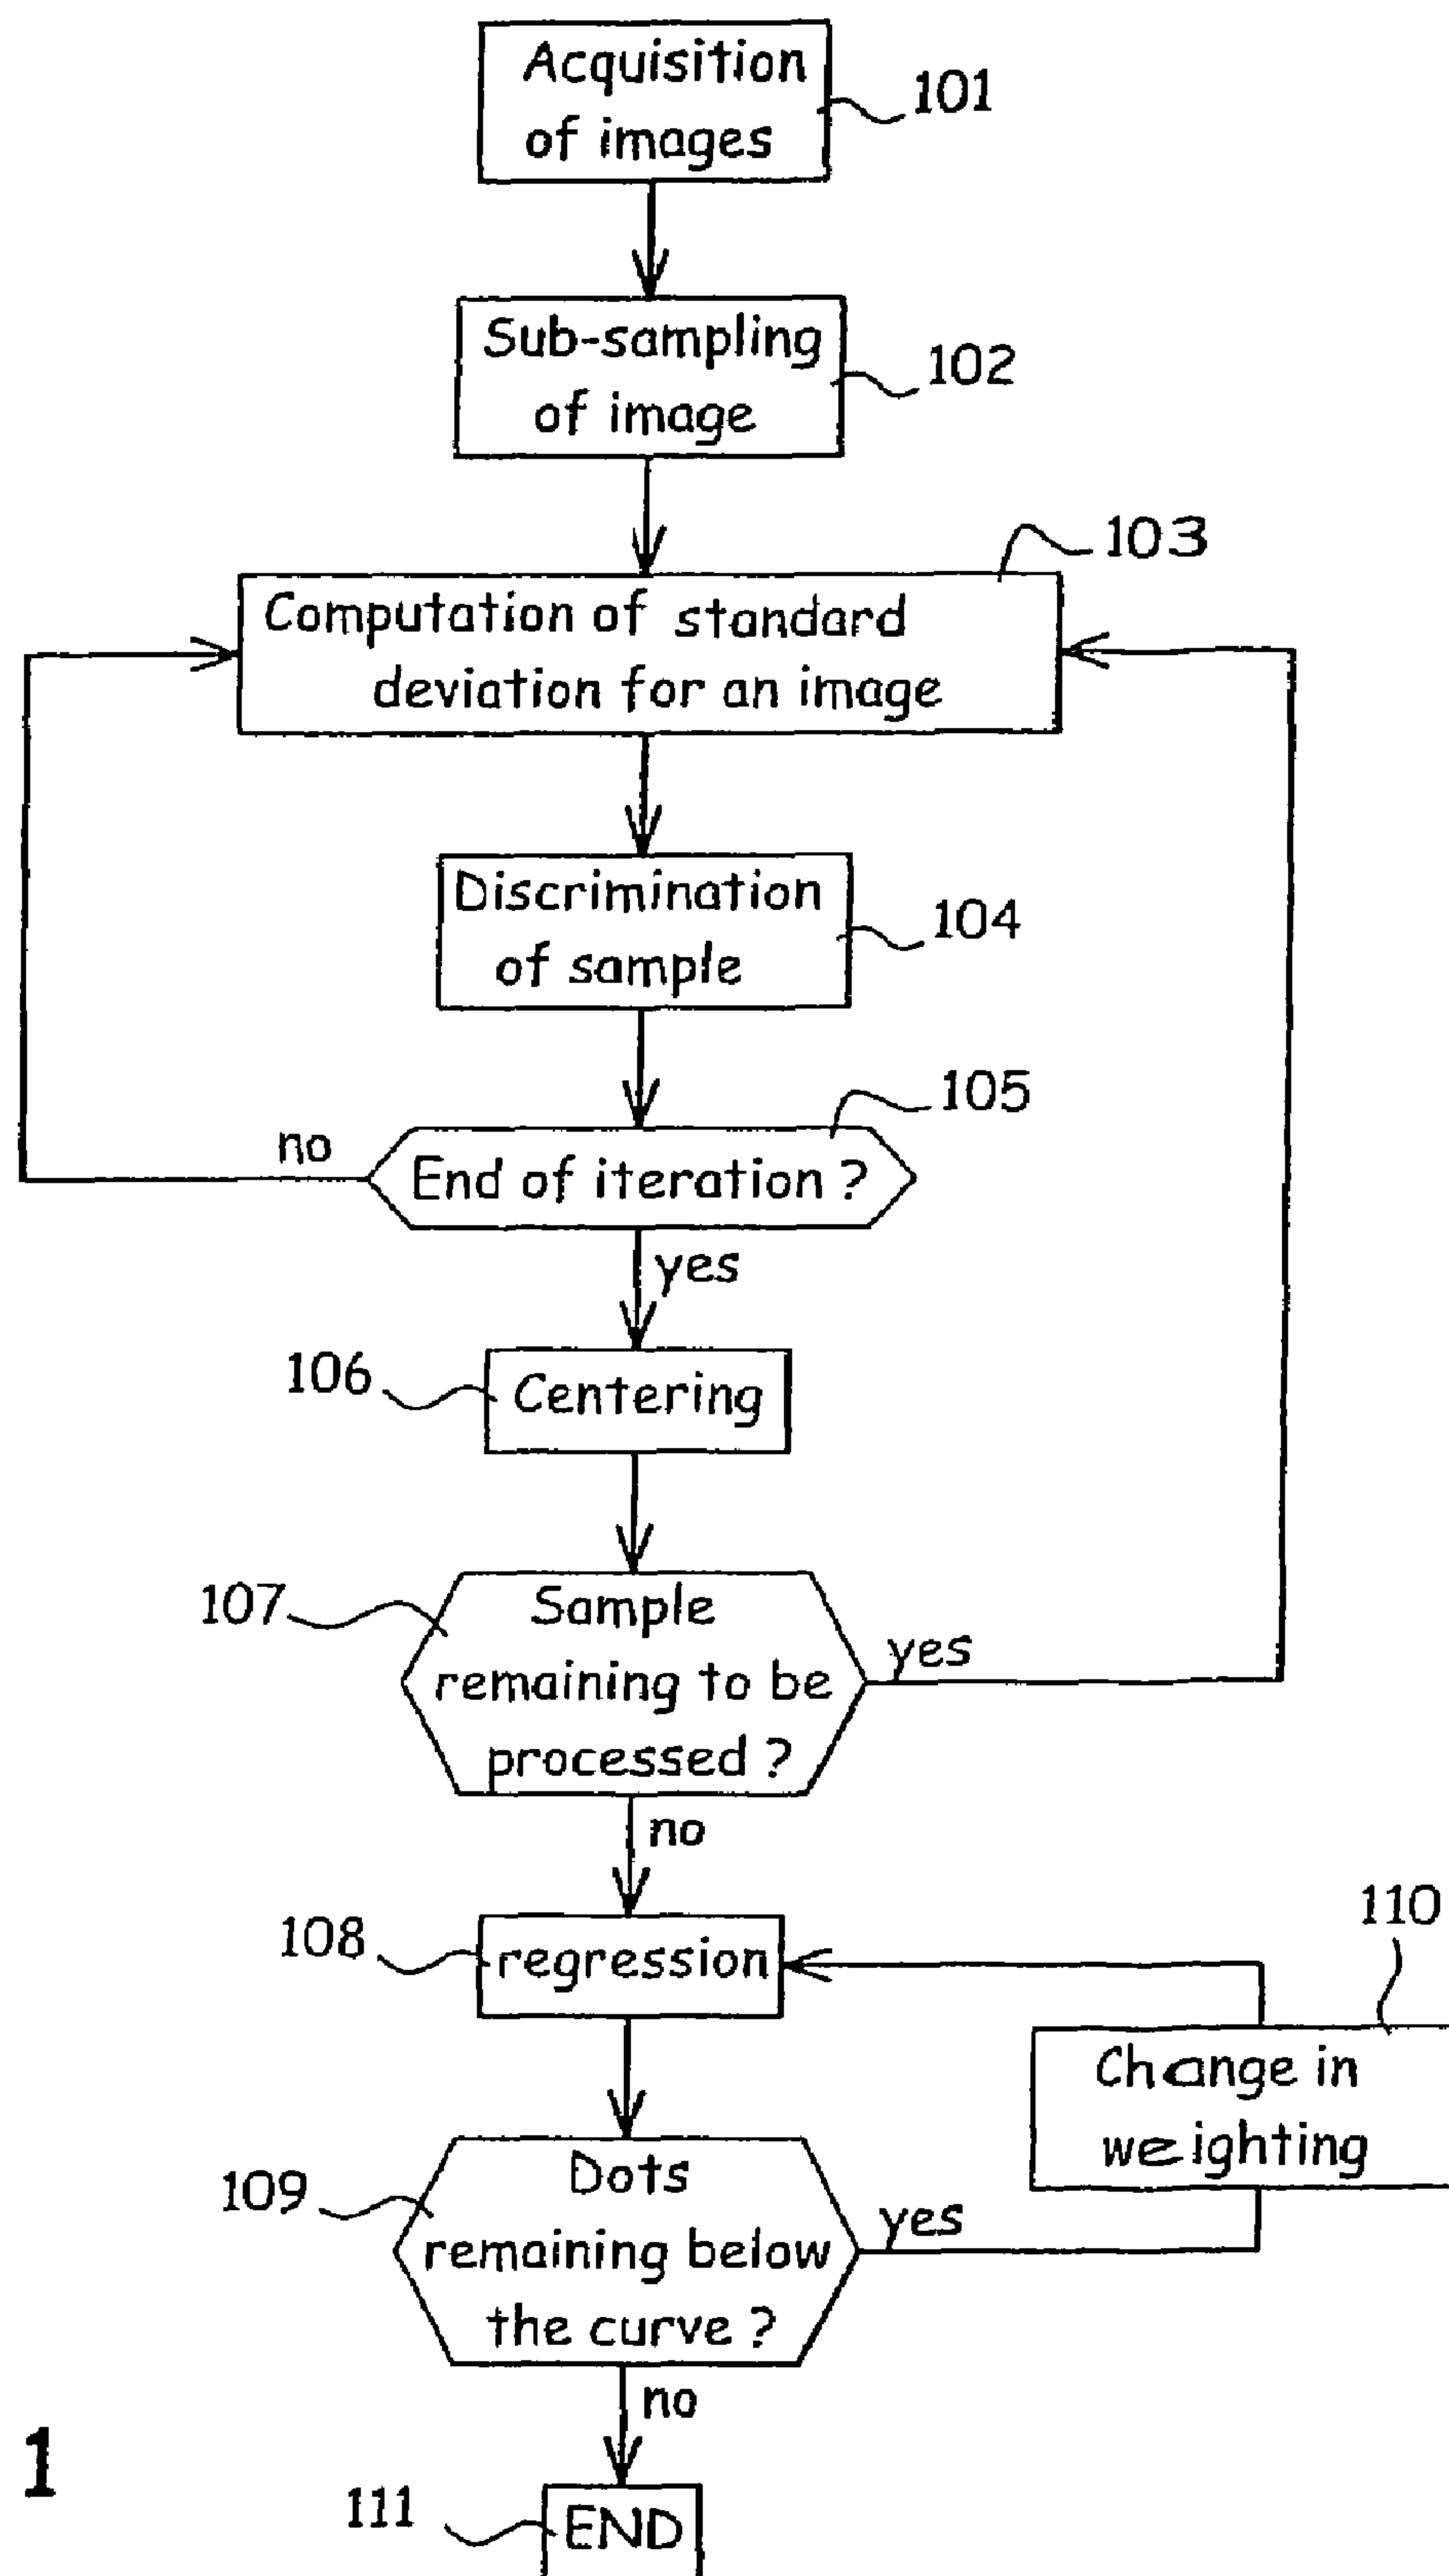 Acquisition
of images
101
Sub-sampling
of image
102
103
Computation of standard
deviation for an image
Discrimination
of sample
104
105
no
End of iteration ?
yes
106
Centering
107
Sample
remaining to be
processed ?
yes
no
108
regression
110
Change in
weighting
109
Dots
remaining below
the curve ?
yes
no
1
111
END